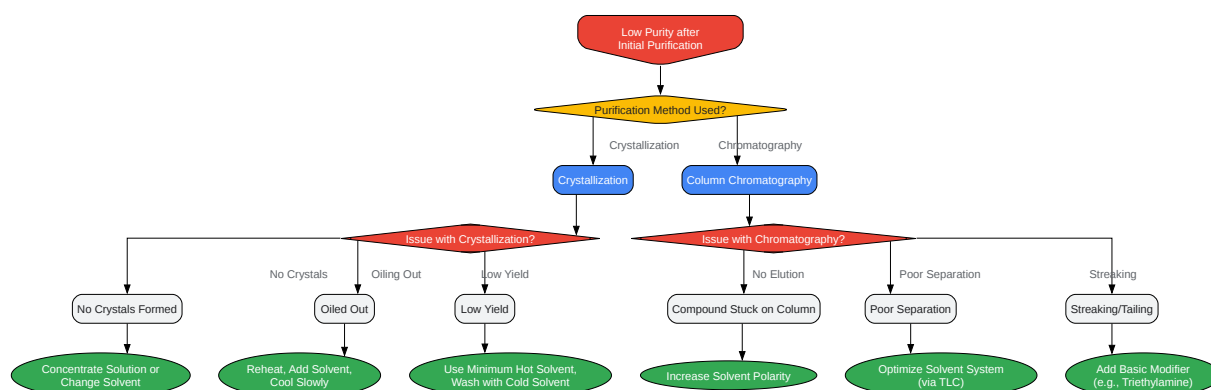 Low Purity after
Initial Purification
Purification Method Used?
Crystallization
Chromatography
Crystallization
Column Chromatography
Issue with Crystallization?
Issue with Chromatography?
No Crystals
Oiling Out
Low Yield
No Elution
Poor Separation
Streaking
No Crystals Formed
Oiled Out
Low Yield
Compound Stuck on Column
Poor Separation
Streaking/Tailing
Concentrate Solution or
Change Solvent
Reheat, Add Solvent,
Cool Slowly
Use Minimum Hot Solvent,
Wash with Cold Solvent
Increase Solvent Polarity
Optimize Solvent System
(via TLC)
Add Basic Modifier
(e.g., Triethylamine)